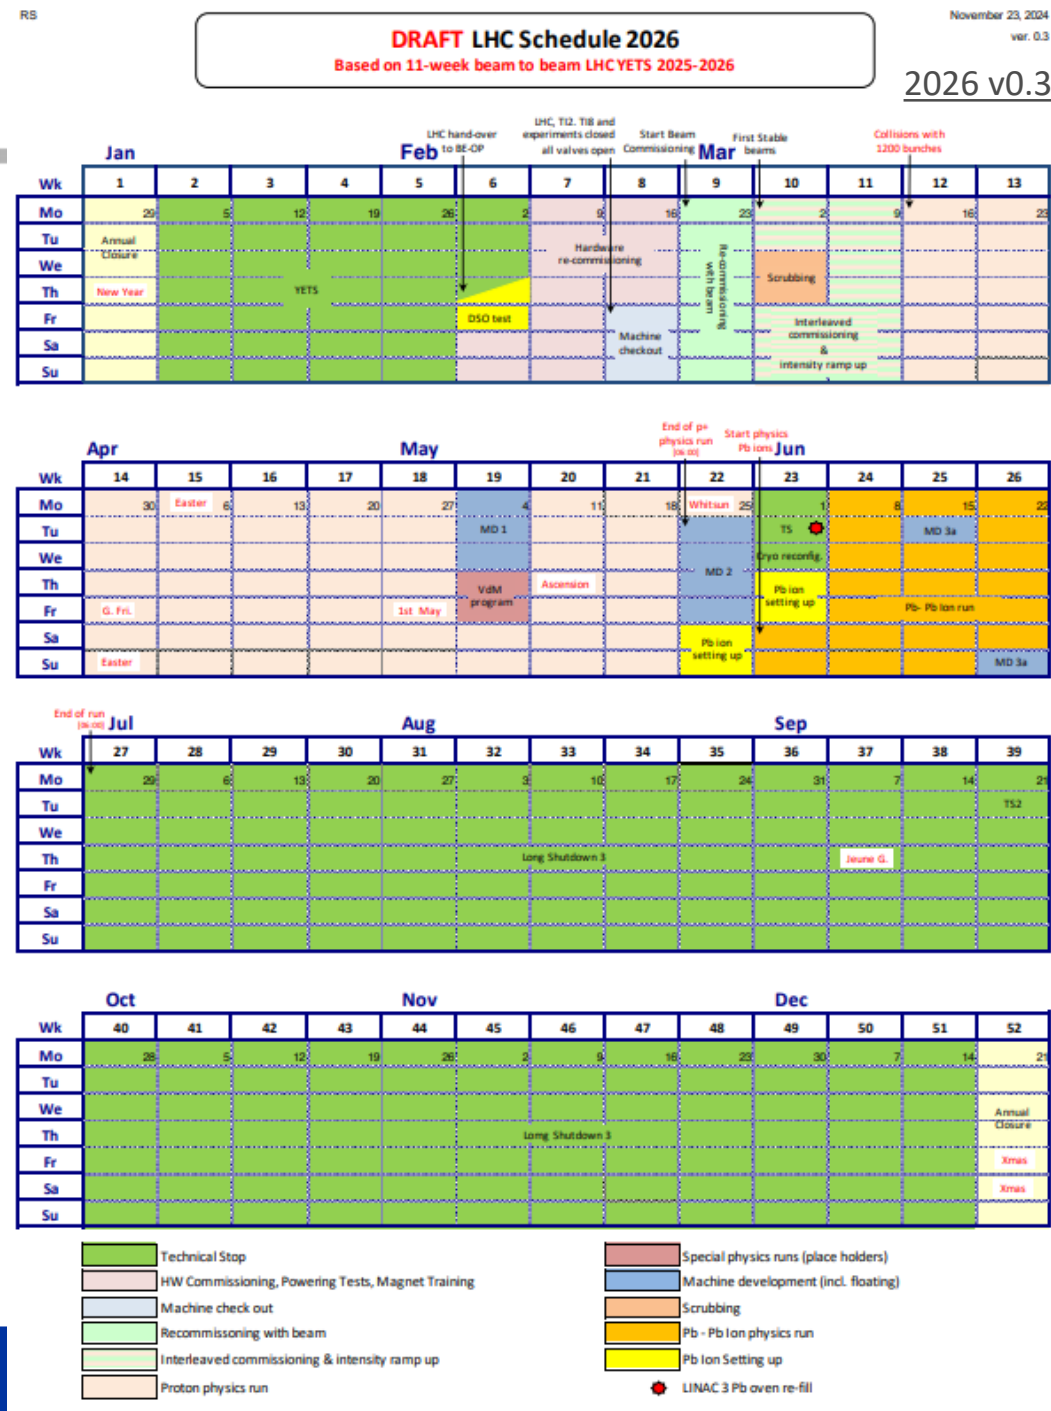 RS
November 23, 2024
DRAFT LHC Schedule 2026
ver. 0.3
Based on 11-week beam to beam LHC YETS 2025-2026
2026 v0.3
LHC hand-over
to BE-OP
LHC, TI2. TI8 and
experiments closed
all valves open
Start Beam
Commissioning
First Stable
beams
Collisions with
1200 bunches
Jan Feb Mar
Wk 1 2 3 4 5 6 7 8 9 10 11 12 13
Mo 29 5 12 19 26 2 9 16 23 2 9 16 23
Tu
We
Th
Fr
Sa
Su
Annual
Closure
New Year
YETS
DSO test
Hardware
re-commissioning
Machine
checkout
Re-commissioning
with beam
Scrubbing
Interleaved
commissioning
&
intensity ramp up
End of p+
physics run
[06:00]
Start physics
Pb ions
Apr May Jun
Wk 14 15 16 17 18 19 20 21 22 23 24 25 26
Mo 30 Easter 6 13 20 27 4 11 18 Whitsun 25 1 8 15 22
Tu MD 1 TS MD 3a
We Cryo reconfig.
MD 2
Th Ascension
VdM
program
Pb ion
setting up
Fr G. Fri. 1st May Pb- Pb Ion run
Sa
Pb ion
setting up
Su Easter MD 3a
End of run
[06:00]
Jul Aug Sep
Wk 27 28 29 30 31 32 33 34 35 36 37 38 39
Mo 29 6 13 20 27 3 10 17 24 31 7 14 21
Tu TS2
We
Th Long Shutdown 3 Jeune G.
Fr
Sa
Su
Oct Nov Dec
Wk 40 41 42 43 44 45 46 47 48 49 50 51 52
Mo 28 5 12 19 26 2 9 16 23 30 7 14 21
Tu
We
Annual
Closure
Th Lomg Shutdown 3
Fr Xmas
Sa Xmas
Su
Technical Stop
HW Commissioning, Powering Tests, Magnet Training
Machine check out
Recommissoning with beam
Interleaved commissioning & intensity ramp up
Proton physics run
Special physics runs (place holders)
Machine development (incl. floating)
Scrubbing
Pb - Pb Ion physics run
Pb Ion Setting up
LINAC 3 Pb oven re-fill